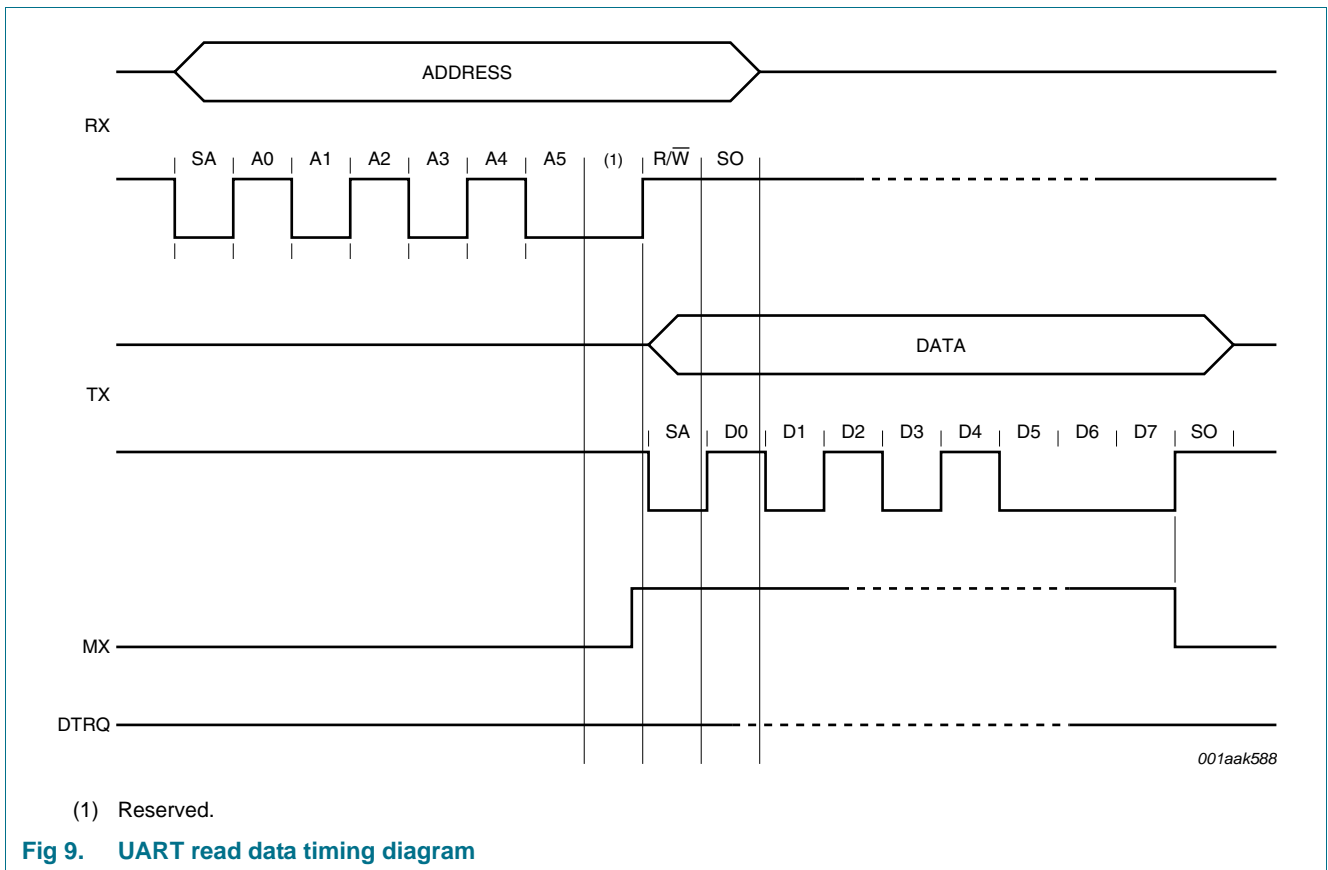 ADDRESS
RX
SA A0 A1 A2 A3 A4 A5 (1) R/W̅ SO
DATA
TX
SA D0 D1 D2 D3 D4 D5 D6 D7 SO
MX
DTRQ
001aak588
(1) Reserved.
Fig 9. UART read data timing diagram